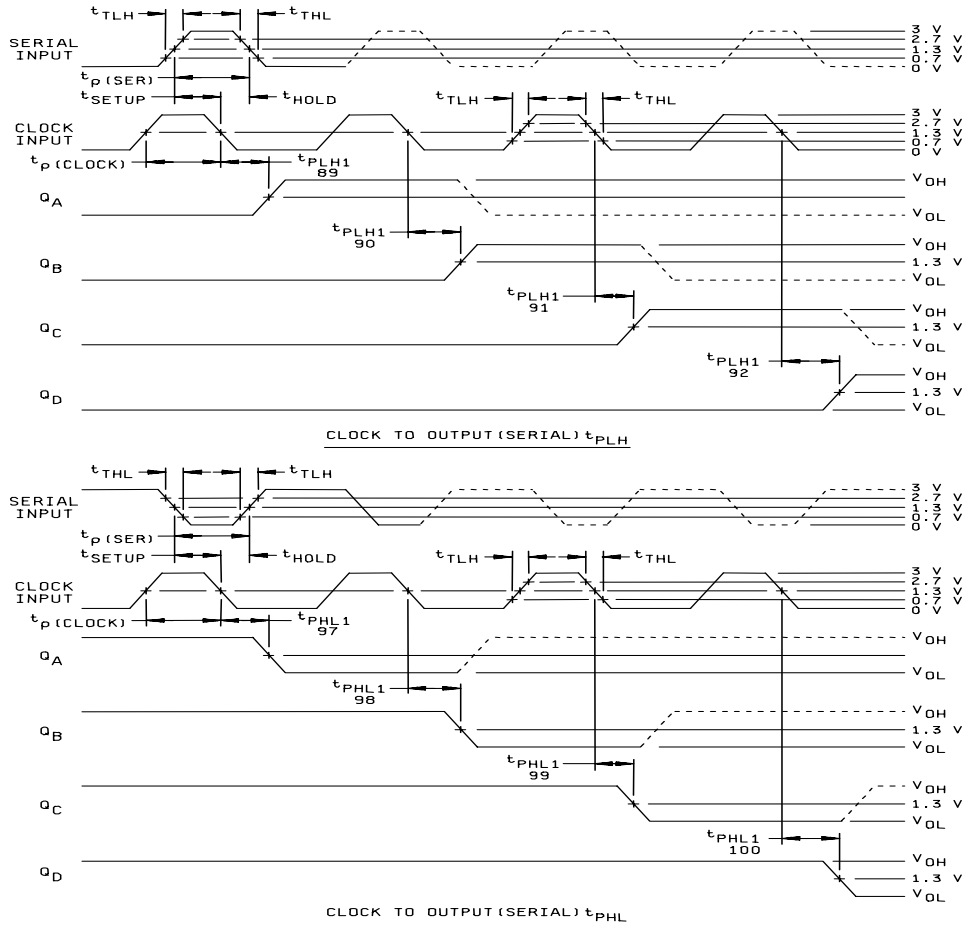 tTLH tTHL
SERIAL INPUT
3 V
2.7 V
1.3 V
0.7 V
0 V
tp(SER)
tSETUP tHOLD tTLH tTHL
CLOCK INPUT
3 V
2.7 V
1.3 V
0.7 V
0 V
tp(CLOCK) tPLH1 89
QA VOH
VOL
tPLH1 90
QB VOH
1.3 V
VOL
tPLH1 91
QC VOH
1.3 V
VOL
tPLH1 92
QD VOH
1.3 V
VOL
CLOCK TO OUTPUT(SERIAL) tPLH
tTHL tTLH
SERIAL INPUT
3 V
2.7 V
1.3 V
0.7 V
0 V
tp(SER)
tSETUP tHOLD tTLH tTHL
CLOCK INPUT
3 V
2.7 V
1.3 V
0.7 V
0 V
tp(CLOCK) tPHL1 97
QA VOH
VOL
tPHL1 98
QB VOH
1.3 V
VOL
tPHL1 99
QC VOH
1.3 V
VOL
tPHL1 100
QD VOH
1.3 V
VOL
CLOCK TO OUTPUT(SERIAL) tPHL